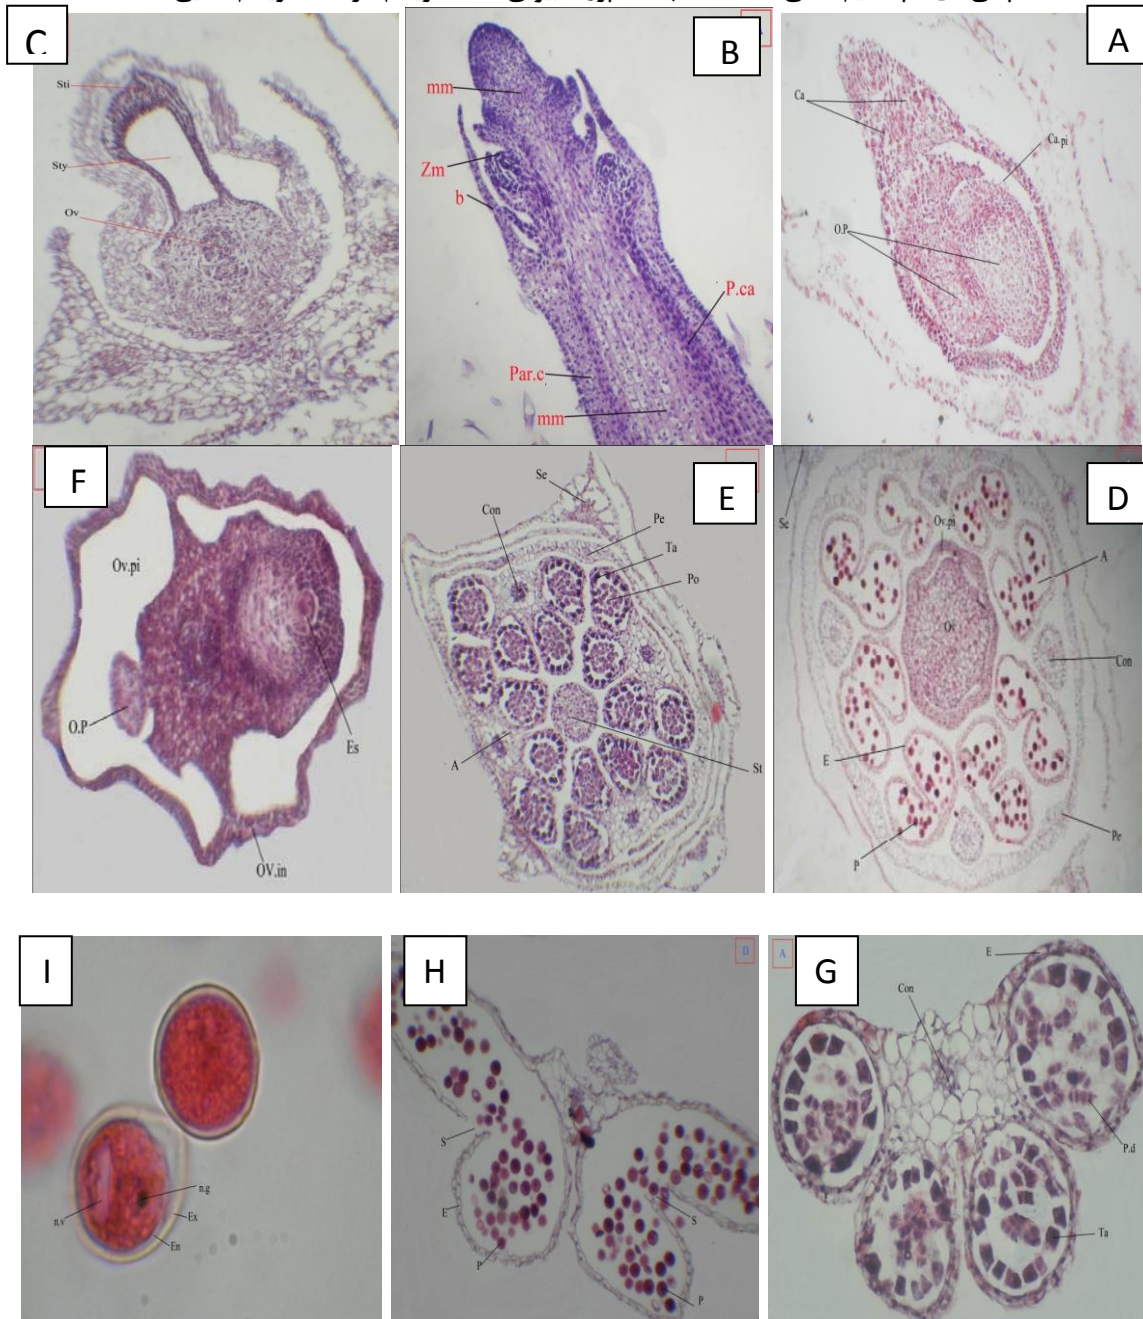 C
Sti
Sty
Ov
B
mm
Zm
b
P.ca
Par.c
mm
A
Ca
Ca.pi
O.P
F
Ov.pi
O.P
Es
OV.in
E
Se
Con
Pe
Ta
Po
A
St
D
Se
Ov.pi
A
Ov
Con
E
P
Pe
I
n.v
n.g
Ex
En
H
D
S
E
S
P
P
G
A
E
Con
P.d
Ta